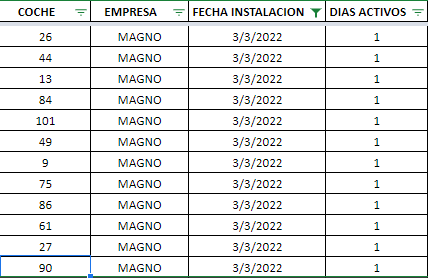 COCHE EMPRESA FECHA INSTALACION DIAS ACTIVOS
26 MAGNO 3/3/2022 1
44 MAGNO 3/3/2022 1
13 MAGNO 3/3/2022 1
84 MAGNO 3/3/2022 1
101 MAGNO 3/3/2022 1
49 MAGNO 3/3/2022 1
9 MAGNO 3/3/2022 1
75 MAGNO 3/3/2022 1
86 MAGNO 3/3/2022 1
61 MAGNO 3/3/2022 1
27 MAGNO 3/3/2022 1
90 MAGNO 3/3/2022 1